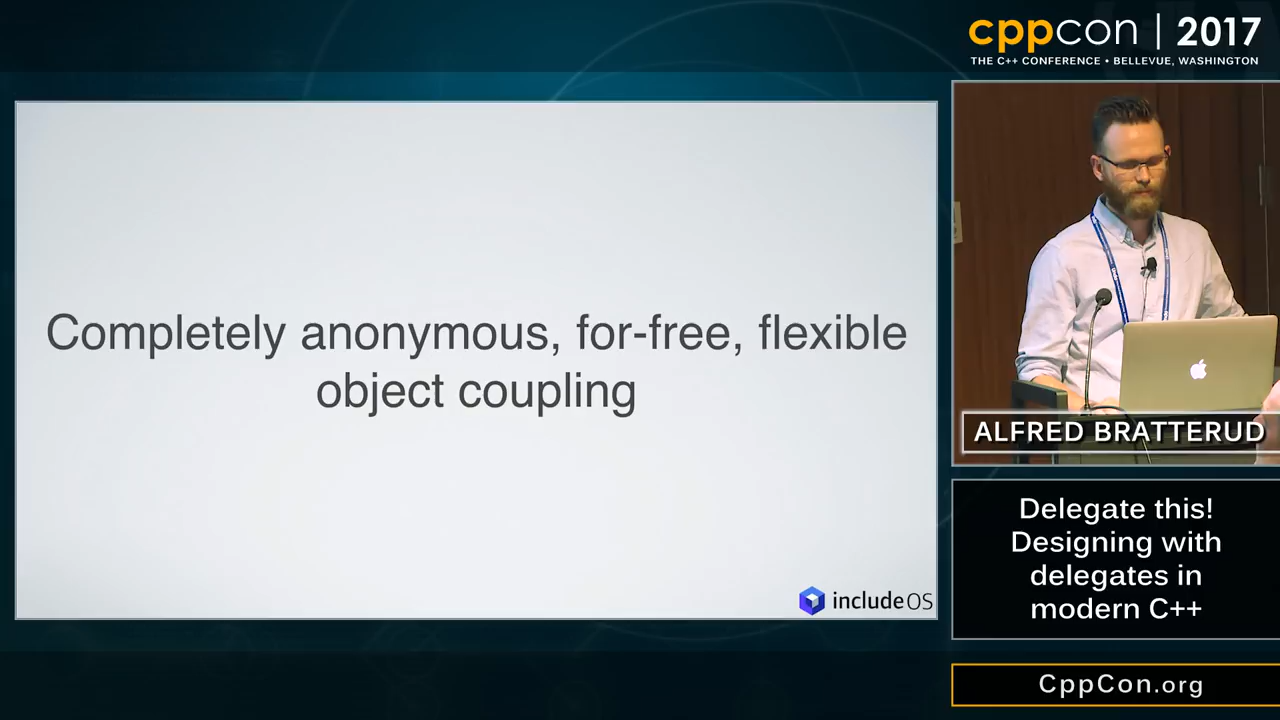 cppcon | 2017
THE C++ CONFERENCE • BELLEVUE, WASHINGTON
Completely anonymous, for-free, flexible
object coupling
includeOS
ALFRED BRATTERUD
Delegate this!
Designing with
delegates in
modern C++
CppCon.org